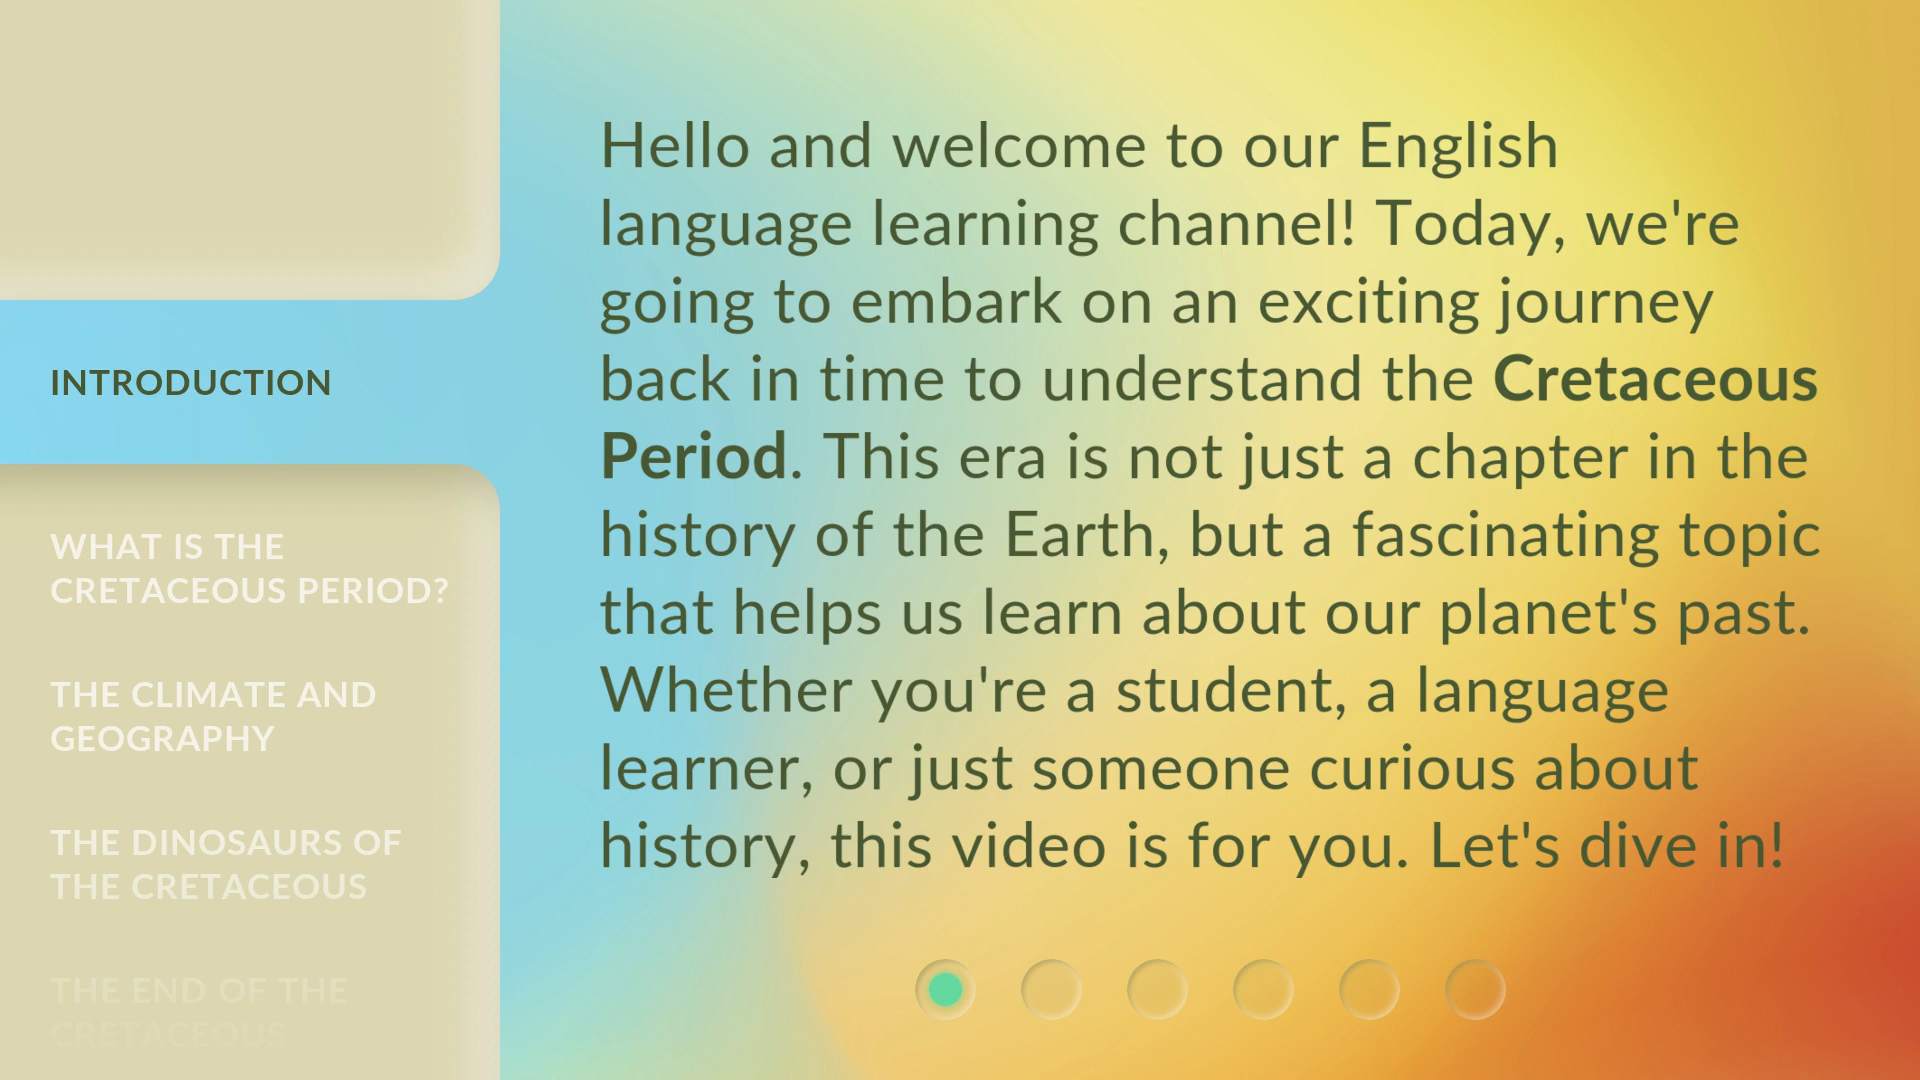 INTRODUCTION
WHAT IS THE
CRETACEOUS PERIOD?
THE CLIMATE AND
GEOGRAPHY
THE DINOSAURS OF
THE CRETACEOUS
THE END OF THE
CRETACEOUS
Hello and welcome to our English
language learning channel! Today, we're
going to embark on an exciting journey
back in time to understand the Cretaceous
Period. This era is not just a chapter in the
history of the Earth, but a fascinating topic
that helps us learn about our planet's past.
Whether you're a student, a language
learner, or just someone curious about
history, this video is for you. Let's dive in!